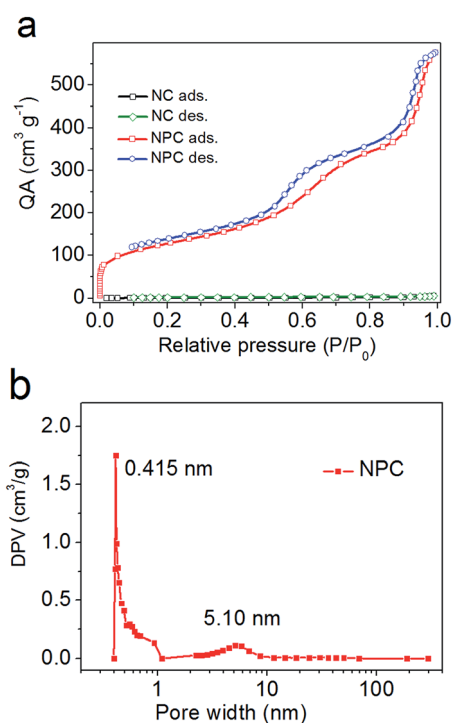 a
QA (cm³ g⁻¹)
500
400
300
200
100
0
NC ads.
NC des.
NPC ads.
NPC des.
0.0 0.2 0.4 0.6 0.8 1.0
Relative pressure (P/P₀)
b
DPV (cm³/g)
2.0
1.5
1.0
0.5
0.0
0.415 nm
NPC
5.10 nm
1 10 100
Pore width (nm)